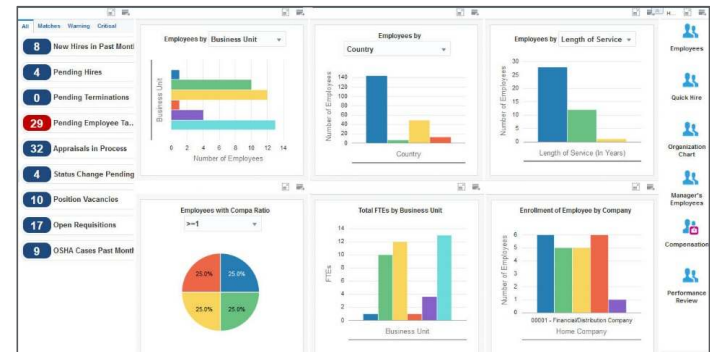 All Matches Warning Critical
8 New Hires in Past Month
4 Pending Hires
0 Pending Terminations
29 Pending Employee Ta..
32 Appraisals in Process
4 Status Change Pending
10 Position Vacancies
17 Open Requisitions
9 OSHA Cases Past Month
Employees by Business Unit
Business Unit
0 2 4 6 8 10 12 14
Number of Employees
Employees by
Country
Number of Employees
140
120
100
80
60
40
20
0
Country
Employees by Length of Service
Number of Employees
30
25
20
15
10
5
0
Length of Service (in Years)
Employees with Compa Ratio
>=1
25.0% 25.0%
25.0% 25.0%
Total FTEs by Business Unit
FTEs
14
12
10
8
6
4
2
0
Business Unit
Enrollment of Employee by Company
Number of Employees
6
5
4
3
2
1
0
00001 - Financial/Distribution Company
Home Company
H...
Employees
Quick Hire
Organization
Chart
Manager's
Employees
Compensation
Performance
Review